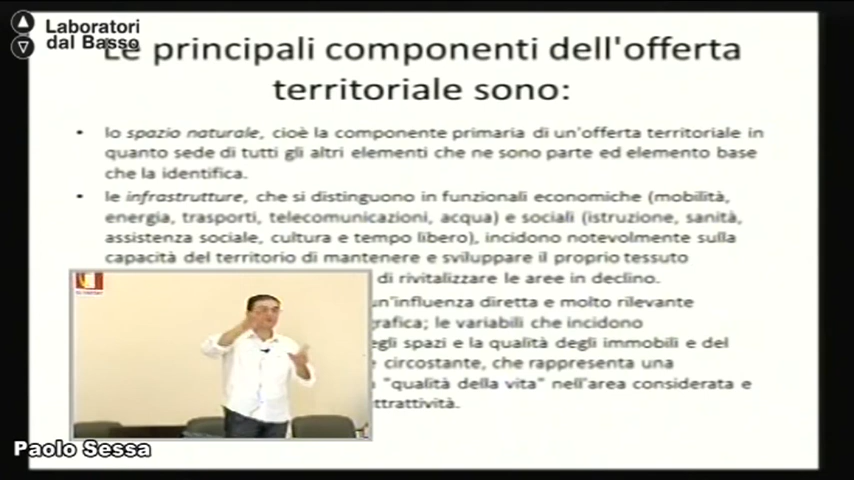 Laboratori
dal Basso
Le principali componenti dell'offerta
territoriale sono:
• lo spazio naturale, cioè la componente primaria di un'offerta territoriale in
quanto sede di tutti gli altri elementi che ne sono parte ed elemento base
che la identifica.
• le infrastrutture, che si distinguono in funzionali economiche (mobilità,
energia, trasporti, telecomunicazioni, acqua) e sociali (istruzione, sanità,
assistenza sociale, cultura e tempo libero), incidono notevolmente sulla
capacità del territorio di mantenere e sviluppare il proprio tessuto
di rivitalizzare le aree in declino.
un'influenza diretta e molto rilevante
grafica; le variabili che incidono
egli spazi e la qualità degli immobili e del
circostante, che rappresenta una
"qualità della vita" nell'area considerata e
ttrattività.
Paolo Sessa